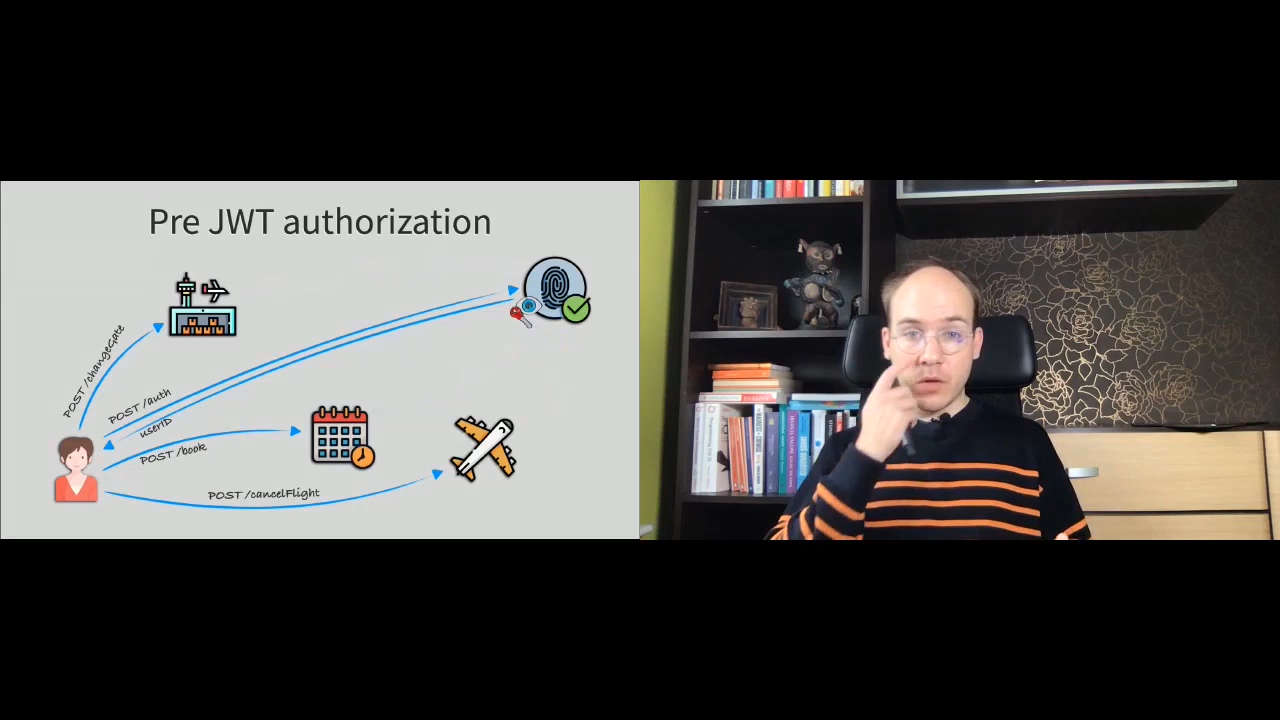 Pre JWT authorization
POST /changeGate
POST /auth
userID
POST /book
POST /cancelFlight